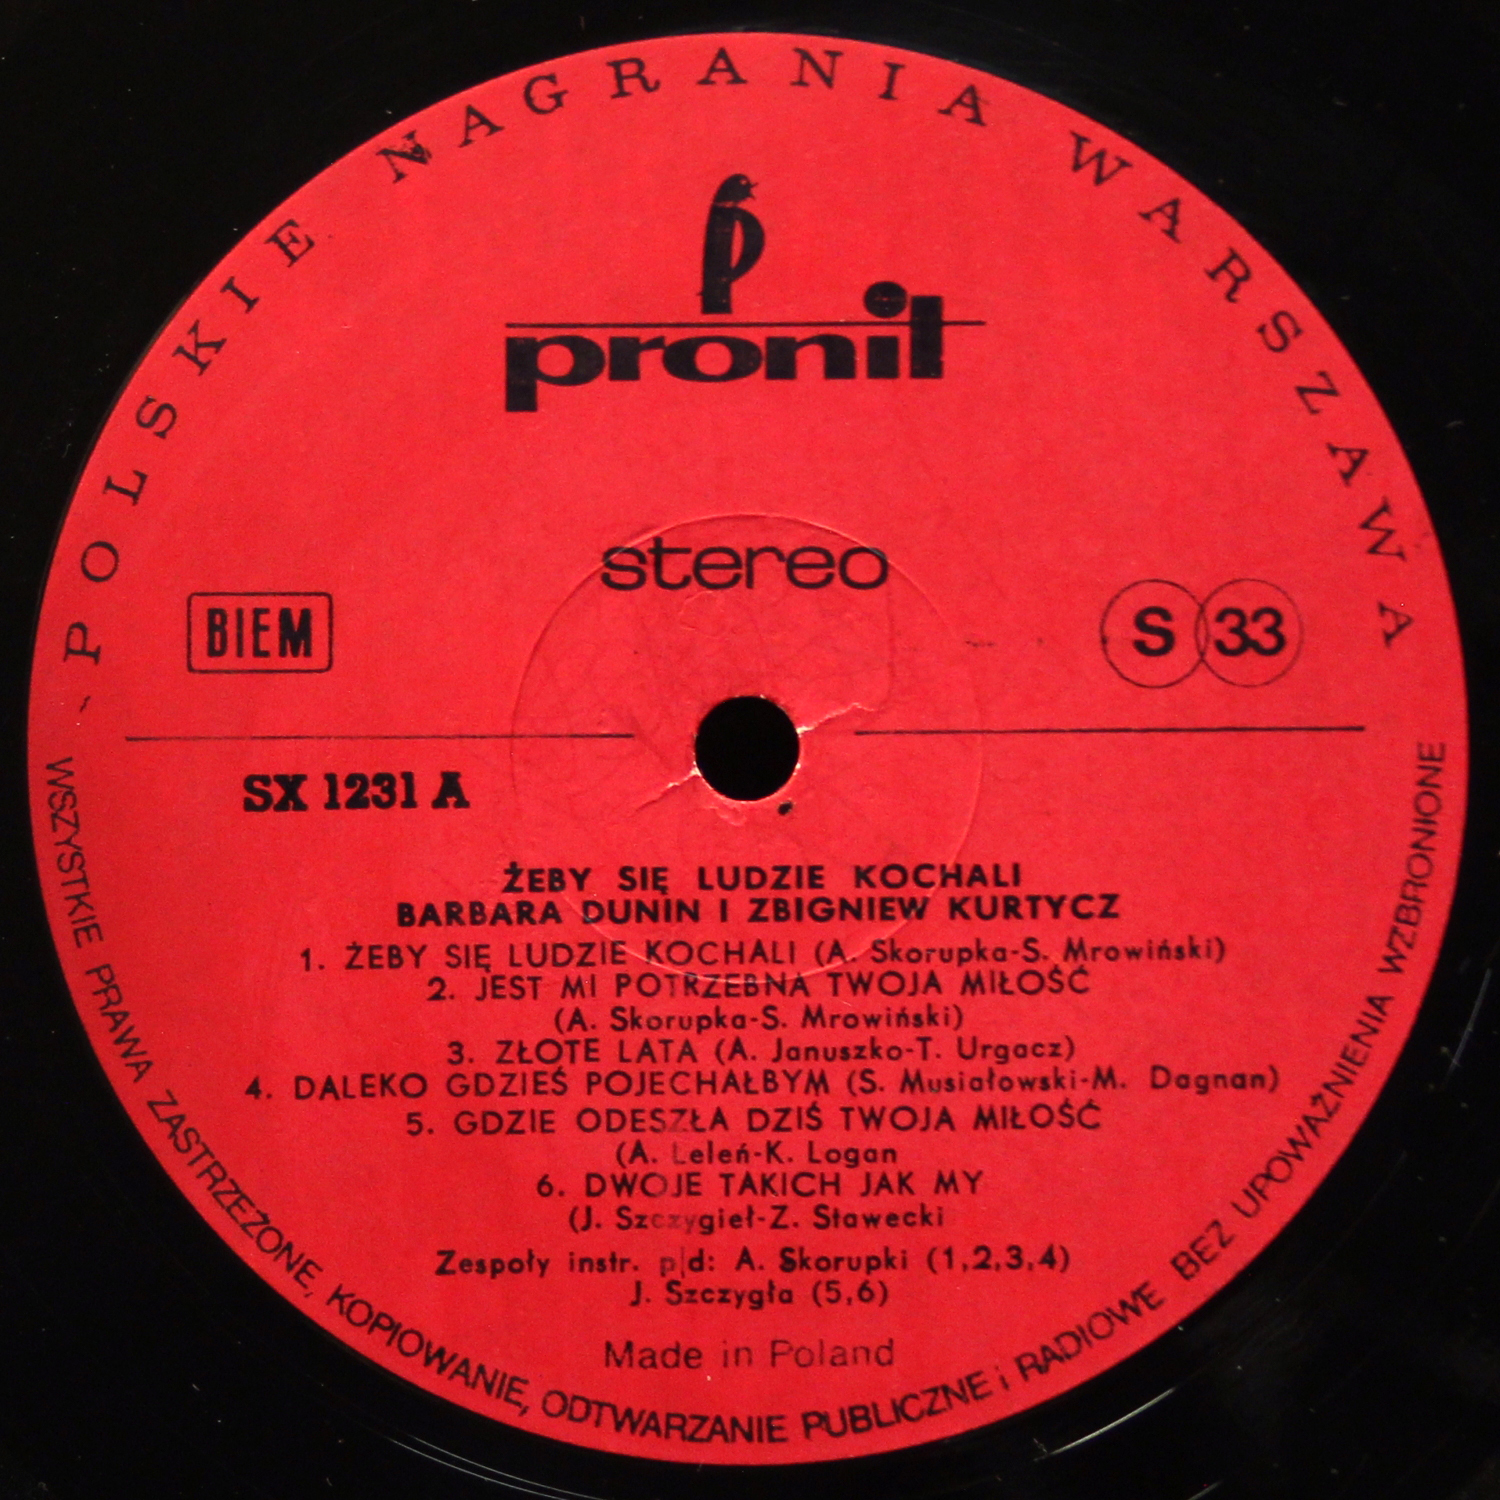 POLSKIE NAGRANIA WARSZAWA
pronit
stereo
BIEM
S 33
SX 1231 A
ŻEBY SIĘ LUDZIE KOCHALI
BARBARA DUNIN I ZBIGNIEW KURTYCZ
1. ŻEBY SIĘ LUDZIE KOCHALI (A. Skorupka-S. Mrowiński)
2. JEST MI POTRZEBNA TWOJA MIŁOŚĆ
(A. Skorupka-S. Mrowiński)
3. ZŁOTE LATA (A. Januszko-T. Urgacz)
4. DALEKO GDZIEŚ POJECHAŁBYM (S. Musiałowski-M. Dagnan)
5. GDZIE ODESZŁA DZIŚ TWOJA MIŁOŚĆ
(A. Leleń-K. Logan
6. DWOJE TAKICH JAK MY
(J. Szczygieł-Z. Stawecki
Zespoły instr. p|d: A. Skorupki (1,2,3,4)
J. Szczygła (5,6)
Made in Poland
WSZYSTKIE PRAWA ZASTRZEŻONE, KOPIOWANIE, ODTWARZANIE PUBLICZNE i RADIOWE BEZ UPOWAŻNIENIA WZBRONIONE